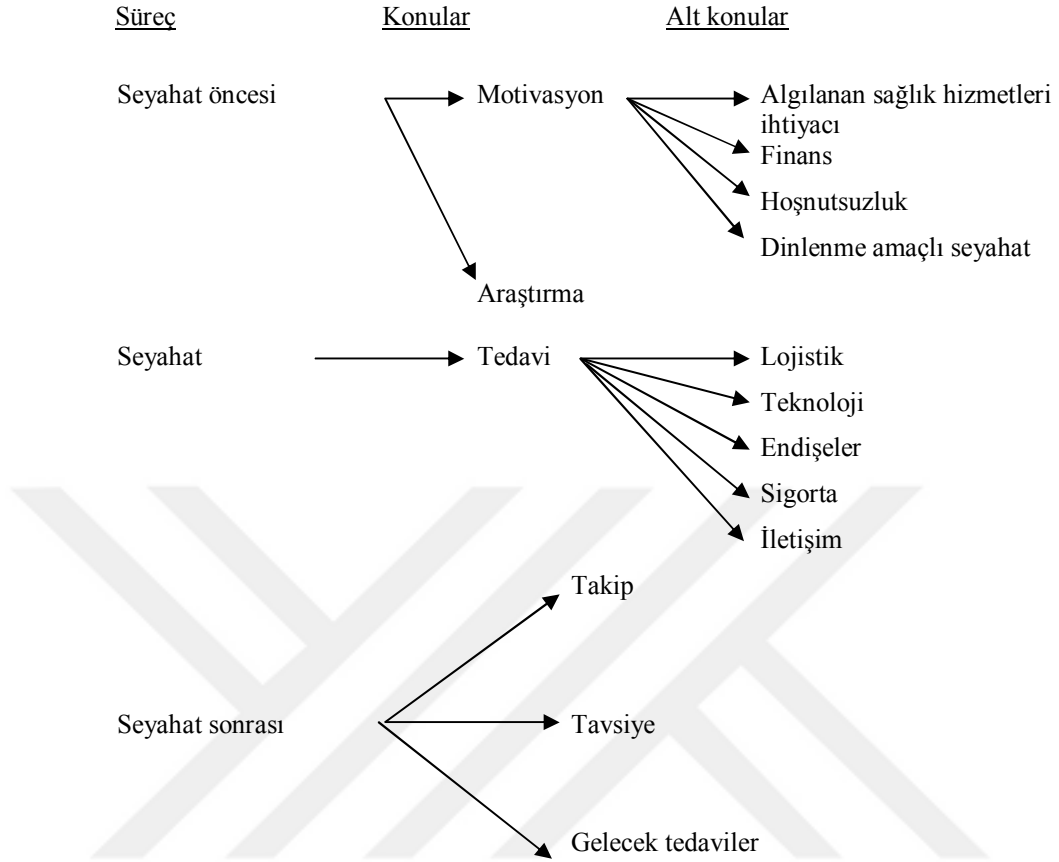 Süreç Konular Alt konular
Seyahat öncesi Motivasyon Algılanan sağlık hizmetleri
ihtiyacı
Finans
Hoşnutsuzluk
Dinlenme amaçlı seyahat
Araştırma
Seyahat Tedavi Lojistik
Teknoloji
Endişeler
Sigorta
İletişim
Takip
Seyahat sonrası Tavsiye
Gelecek tedaviler